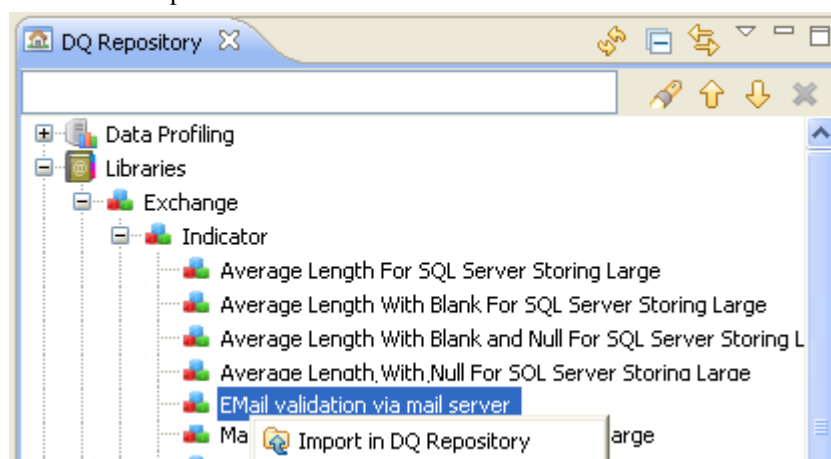 DQ Repository
Data Profiling
Libraries
Exchange
Indicator
Average Length For SQL Server Storing Large
Average Length With Blank For SQL Server Storing Large
Average Length With Blank and Null For SQL Server Storing L
Average Length With Null For SQL Server Storing Large
EMail validation via mail server
Ma
Import in DQ Repository
arge